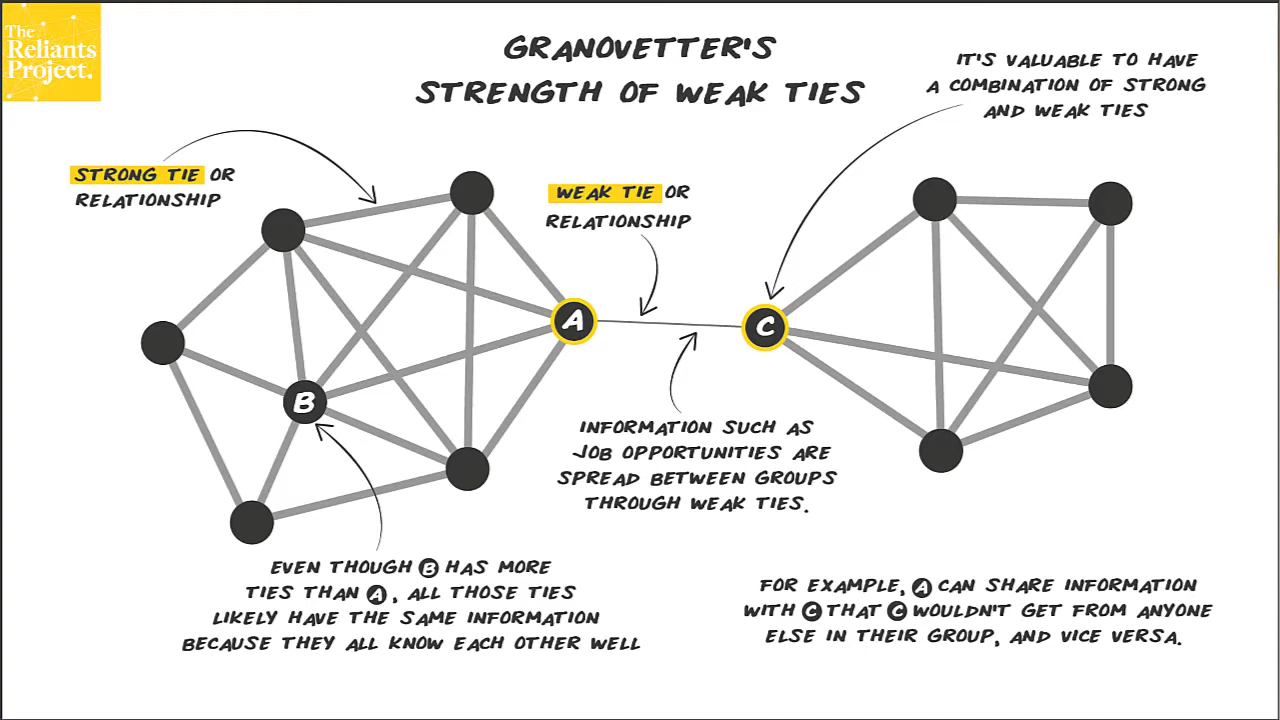 The
Reliants
Project.
GRANOVETTER'S
STRENGTH OF WEAK TIES
IT'S VALUABLE TO HAVE
A COMBINATION OF STRONG
AND WEAK TIES
STRONG TIE OR
RELATIONSHIP
WEAK TIE OR
RELATIONSHIP
A
C
B
INFORMATION SUCH AS
JOB OPPORTUNITIES ARE
SPREAD BETWEEN GROUPS
THROUGH WEAK TIES.
EVEN THOUGH B HAS MORE
TIES THAN A, ALL THOSE TIES
LIKELY HAVE THE SAME INFORMATION
BECAUSE THEY ALL KNOW EACH OTHER WELL
FOR EXAMPLE, A CAN SHARE INFORMATION
WITH C THAT C WOULDN'T GET FROM ANYONE
ELSE IN THEIR GROUP, AND VICE VERSA.